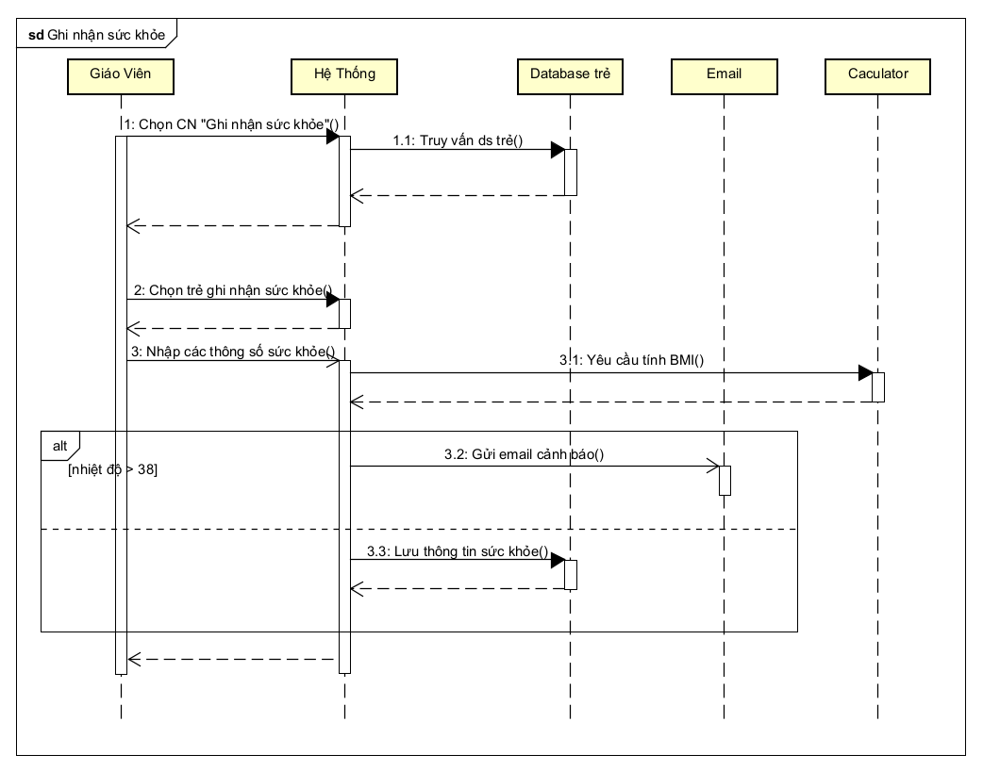 sd Ghi nhận sức khỏe
Giáo Viên
Hệ Thống
Database trẻ
Email
Caculator
1: Chọn CN "Ghi nhận sức khỏe"()
1.1: Truy vấn ds trẻ()
2: Chọn trẻ ghi nhận sức khỏe()
3: Nhập các thông số sức khỏe()
3.1: Yêu cầu tính BMI()
alt
3.2: Gửi email cảnh báo()
[nhiệt độ > 38]
3.3: Lưu thông tin sức khỏe()